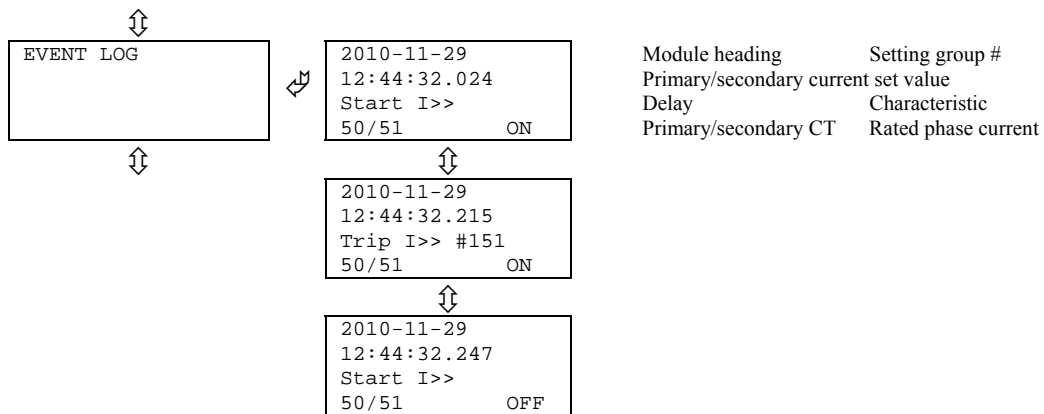 EVENT LOG
2010-11-29
12:44:32.024
Start I>>
50/51 ON
Module heading Setting group #
Primary/secondary current set value
Delay Characteristic
Primary/secondary CT Rated phase current
2010-11-29
12:44:32.215
Trip I>> #151
50/51 ON
2010-11-29
12:44:32.247
Start I>>
50/51 OFF